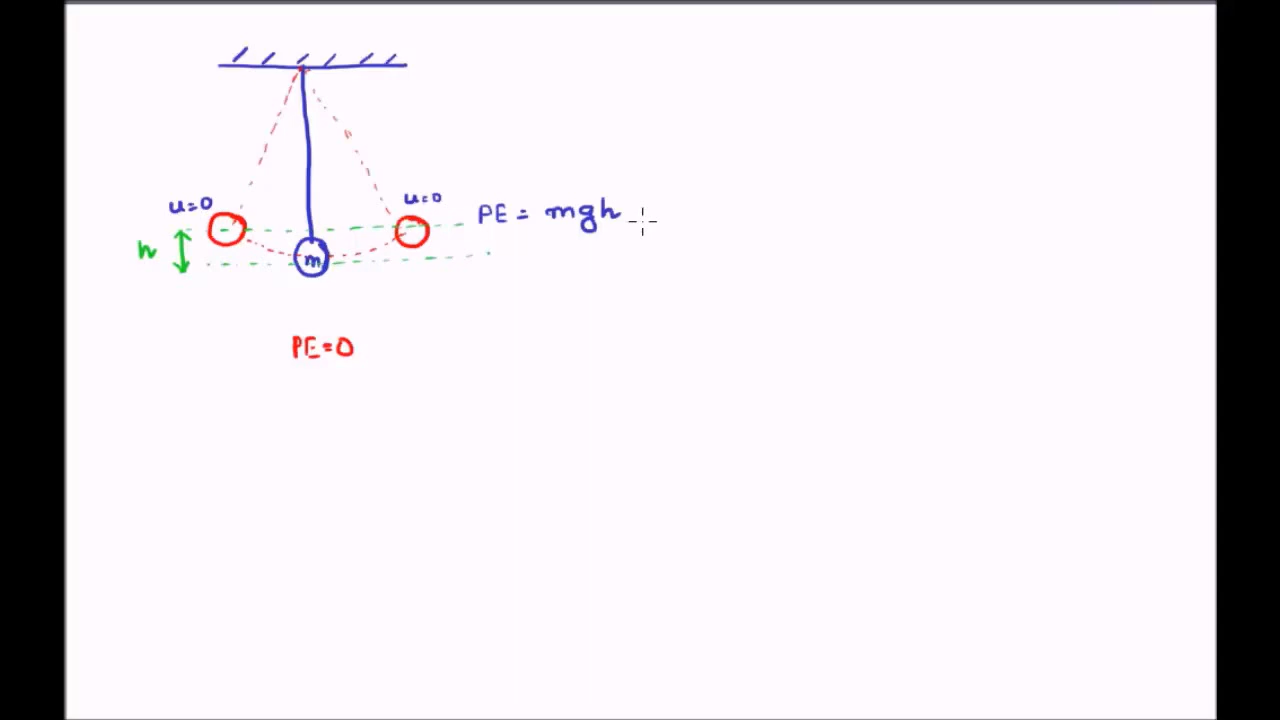 u=0
u=0
PE = mgh
h
m
PE=0